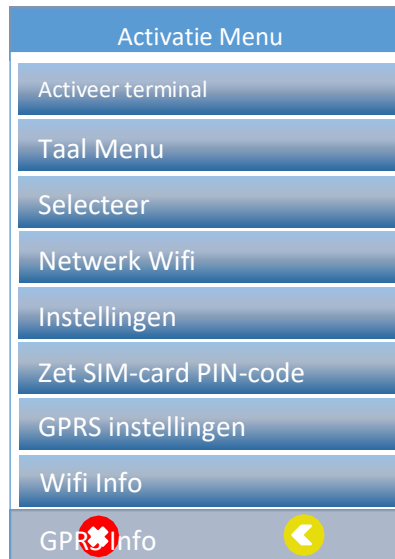 Activatie Menu
Activeer terminal
Taal Menu
Selecteer
Netwerk Wifi
Instellingen
Zet SIM-card PIN-code
GPRS instellingen
Wifi Info
GPRS Info